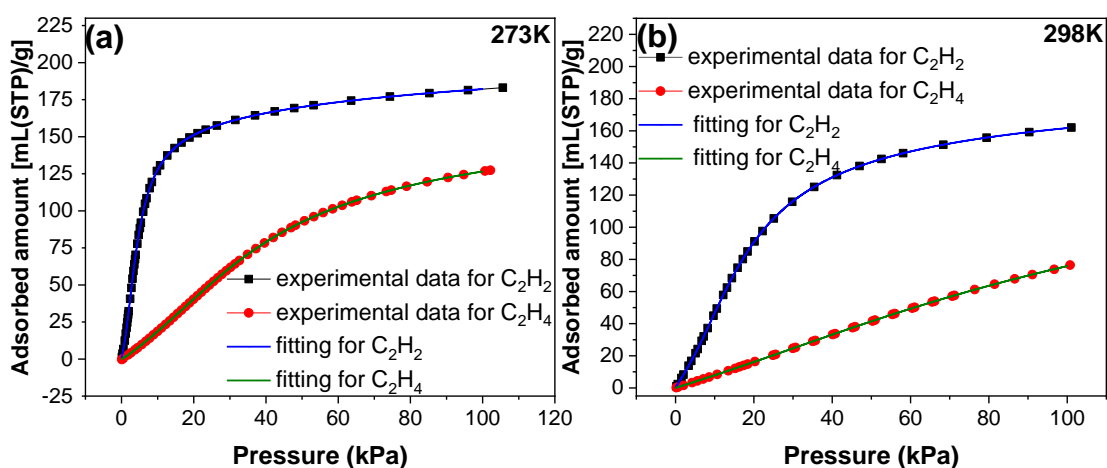 (a)
273K
Adsorbed amount [mL(STP)/g]
225
200
175
150
125
100
75
50
25
0
-25
experimental data for C₂H₂
experimental data for C₂H₄
fitting for C₂H₂
fitting for C₂H₄
0 20 40 60 80 100 120
Pressure (kPa)
(b)
298K
Adsorbed amount [mL(STP)/g]
220
200
180
160
140
120
100
80
60
40
20
0
experimental data for C₂H₂
experimental data for C₂H₄
fitting for C₂H₂
fitting for C₂H₄
0 20 40 60 80 100
Pressure (kPa)